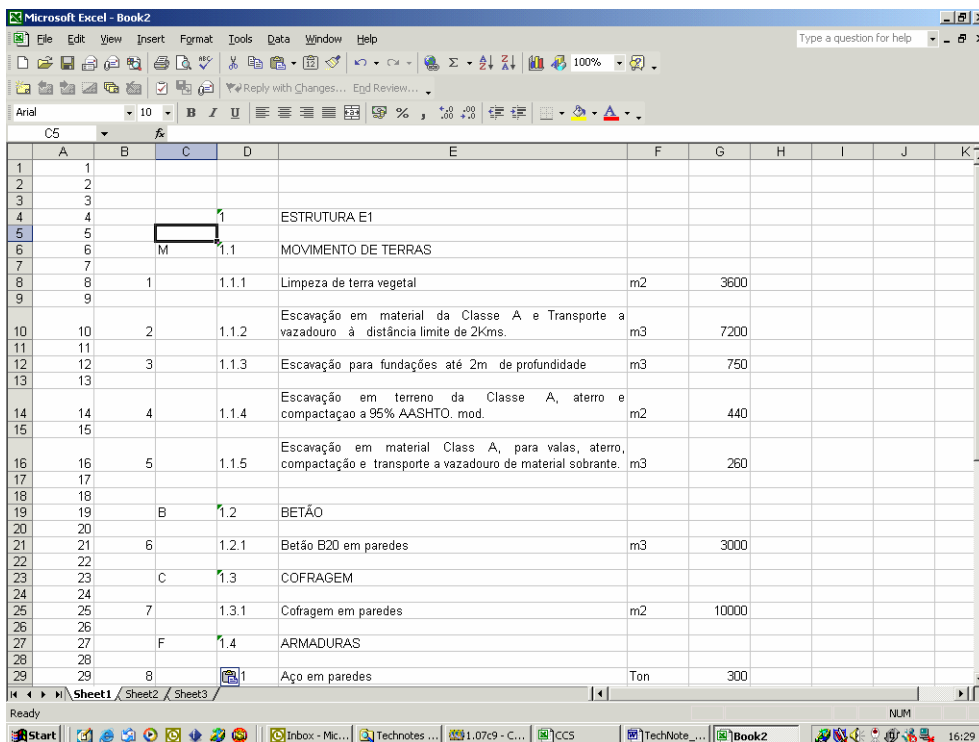 Microsoft Excel - Book2
File Edit View Insert Format Tools Data Window Help Type a question for help
100%
Reply with Changes... End Review...
Arial 10 B I U % ,
C5 fx
A B C D E F G H I J K
1 1
2 2
3 3
4 4 1 ESTRUTURA E1
5 5
6 6 M 1.1 MOVIMENTO DE TERRAS
7 7
8 8 1 1.1.1 Limpeza de terra vegetal m2 3600
9 9
Escavação em material da Classe A e Transporte a
10 10 2 1.1.2 vazadouro à distância limite de 2Kms. m3 7200
11 11
12 12 3 1.1.3 Escavação para fundações até 2m de profundidade m3 750
13 13
Escavação em terreno da Classe A, aterro e
14 14 4 1.1.4 compactaçao a 95% AASHTO. mod. m2 440
15 15
Escavação em material Class A, para valas, aterro,
16 16 5 1.1.5 compactação e transporte a vazadouro de material sobrante. m3 260
17 17
18 18
19 19 B 1.2 BETÃO
20 20
21 21 6 1.2.1 Betão B20 em paredes m3 3000
22 22
23 23 C 1.3 COFRAGEM
24 24
25 25 7 1.3.1 Cofragem em paredes m2 10000
26 26
27 27 F 1.4 ARMADURAS
28 28
29 29 8 1 Aço em paredes Ton 300
Sheet1 Sheet2 Sheet3
Ready NUM
Start Inbox - Mic... Technotes ... 1.07c9 - C... CCS TechNote_... Book2